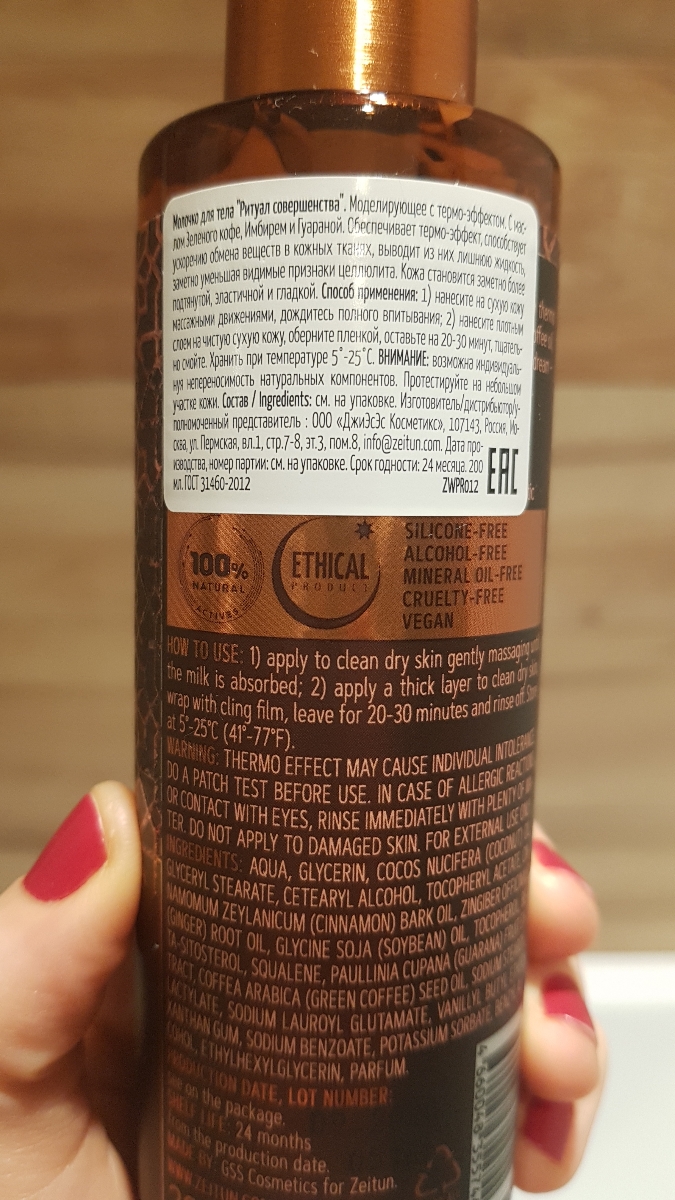 Молочко для тела "Ритуал совершенства". Моделирующее с термо-эффектом. С мас-
лом Зелёного кофе, Имбирем и Гуараной. Обеспечивает термо-эффект, способствует
ускорению обмена веществ в кожных тканях, выводит из них лишнюю жидкость,
заметно уменьшая видимые признаки целлюлита. Кожа становится заметно более
подтянутой, эластичной и гладкой. Способ применения: 1) нанесите на сухую кожу
массажными движениями, дождитесь полного впитывания; 2) нанесите плотным
слоем на чистую сухую кожу, оберните пленкой, оставьте на 20-30 минут, тщатель-
но смойте. Хранить при температуре 5°-25°С. ВНИМАНИЕ: возможна индивидуаль-
ная непереносимость натуральных компонентов. Протестируйте на небольшом
участке кожи. Состав / Ingredients: см. на упаковке. Изготовитель/дистрибьютор/у-
полномоченный представитель : ООО «ДжиЭсЭс Косметикс», 107143, Россия, Мо-
сква, ул. Пермская, вл.1, стр.7-8, эт.3, пом.8, info@zeitun.com. Дата про-
изводства, номер партии: см. на упаковке. Срок годности: 24 месяца. 200
мл. ГОСТ 31460-2012 ZWPR012
EAC
100%
NATURAL
ACTIVES
ETHICAL
PRODUCT
SILICONE-FREE
ALCOHOL-FREE
MINERAL OIL-FREE
CRUELTY-FREE
VEGAN
HOW TO USE: 1) apply to clean dry skin gently massaging
the milk is absorbed; 2) apply a thick layer to clean dry
wrap with cling film, leave for 20-30 minutes and rinse off.
at 5°-25°C (41°-77°F).
WARNING: THERMO EFFECT MAY CAUSE INDIVIDUAL
DO A PATCH TEST BEFORE USE. IN CASE OF ALLERGIC
OR CONTACT WITH EYES, RINSE IMMEDIATELY WITH PLENTY OF
TER. DO NOT APPLY TO DAMAGED SKIN. FOR EXTERNAL USE
INGREDIENTS: AQUA, GLYCERIN, COCOS NUCIFERA (COCONUT)
GLYCERYL STEARATE, CETEARYL ALCOHOL, TOCOPHERYL ACETATE,
NAMOMUM ZEYLANICUM (CINNAMON) BARK OIL, ZINGIBER
(GINGER) ROOT OIL, GLYCINE SOJA (SOYBEAN) OIL,
TA-SITOSTEROL, SQUALENE, PAULLINIA CUPANA (GUARANA)
TRACT, COFFEA ARABICA (GREEN COFFEE) SEED OIL, SODIUM
LACTYLATE, SODIUM LAUROYL GLUTAMATE, VANILLYL
XANTHAN GUM, SODIUM BENZOATE, POTASSIUM SORBATE,
COHOL, ETHYLHEXYLGLYCERIN, PARFUM.
PRODUCTION DATE, LOT NUMBER:
on the package.
SHELF LIFE: 24 months
from the production date.
MADE BY: GSS Cosmetics for Zeitun.